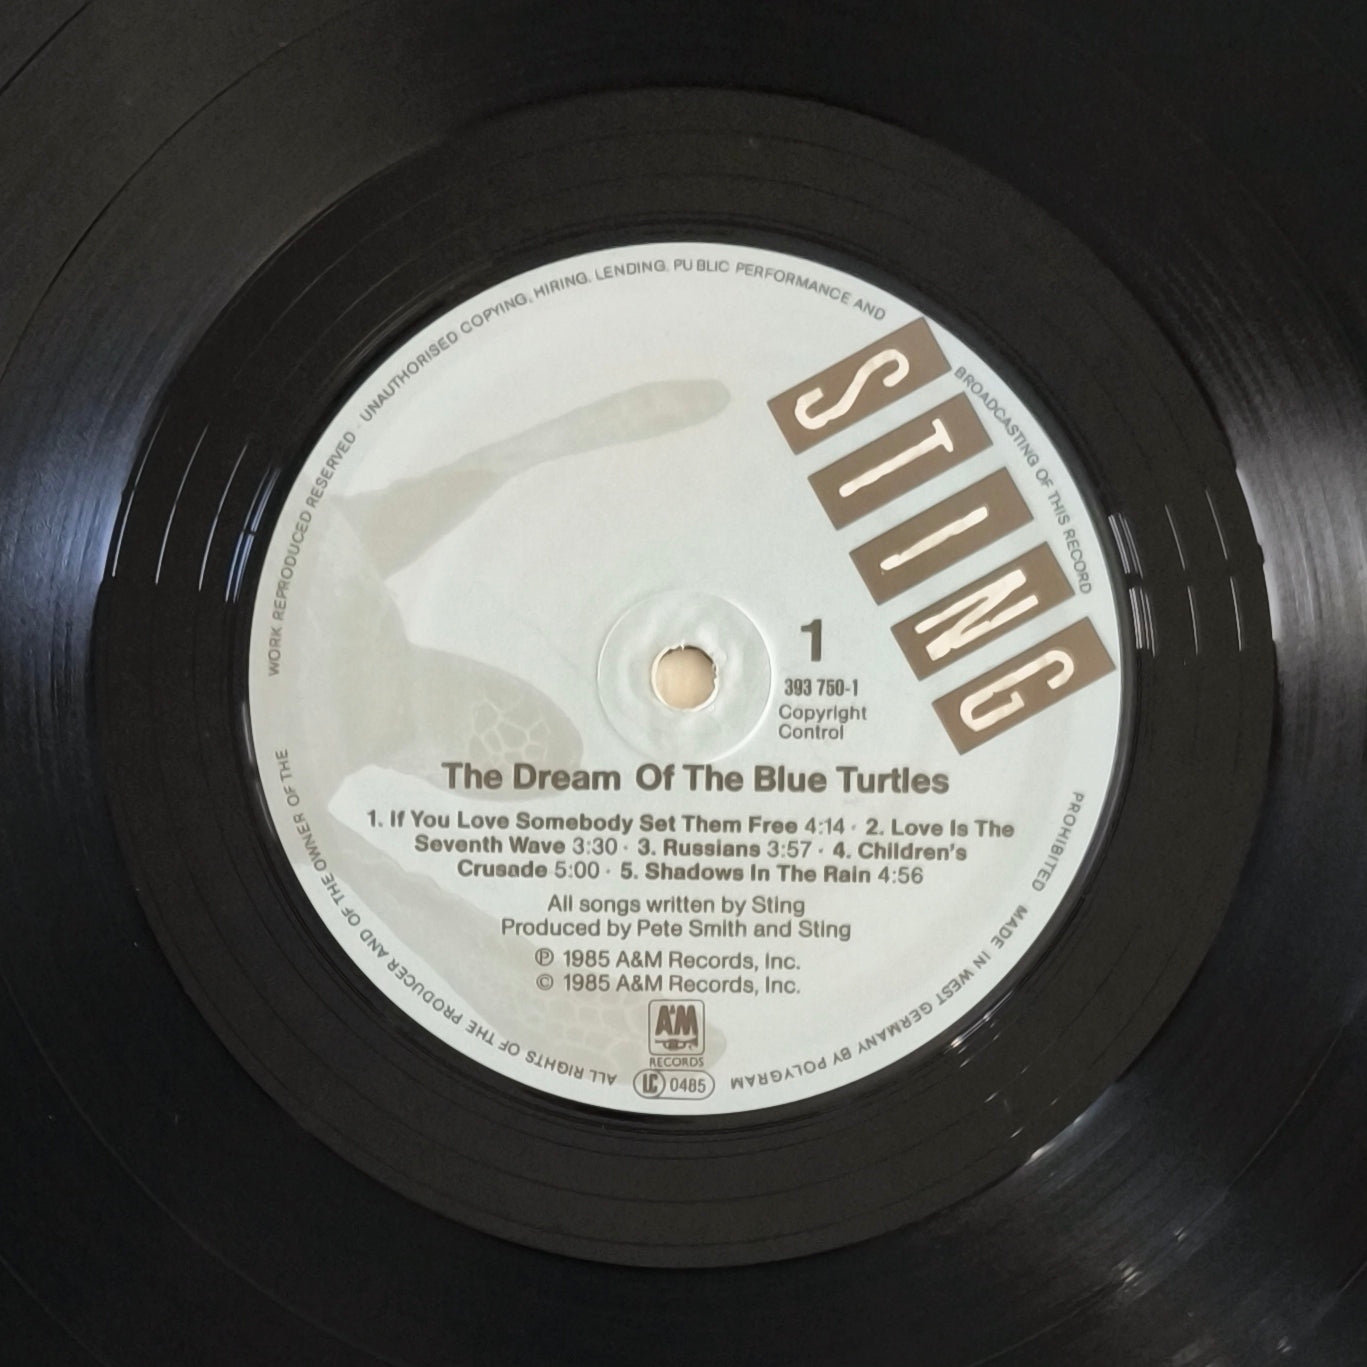 ALL RIGHTS OF THE PRODUCER AND OF THE OWNER OF THE WORK REPRODUCED RESERVED · UNAUTHORISED COPYING, HIRING, LENDING, PUBLIC PERFORMANCE AND BROADCASTING OF THIS RECORD PROHIBITED MADE IN WEST GERMANY BY POLYGRAM
STING
1
393 750-1
Copyright
Control
The Dream Of The Blue Turtles
1. If You Love Somebody Set Them Free 4:14 · 2. Love Is The
Seventh Wave 3:30 · 3. Russians 3:57 · 4. Children's
Crusade 5:00 · 5. Shadows In The Rain 4:56
All songs written by Sting
Produced by Pete Smith and Sting
℗ 1985 A&M Records, Inc.
© 1985 A&M Records, Inc.
A&M
RECORDS
LC 0485